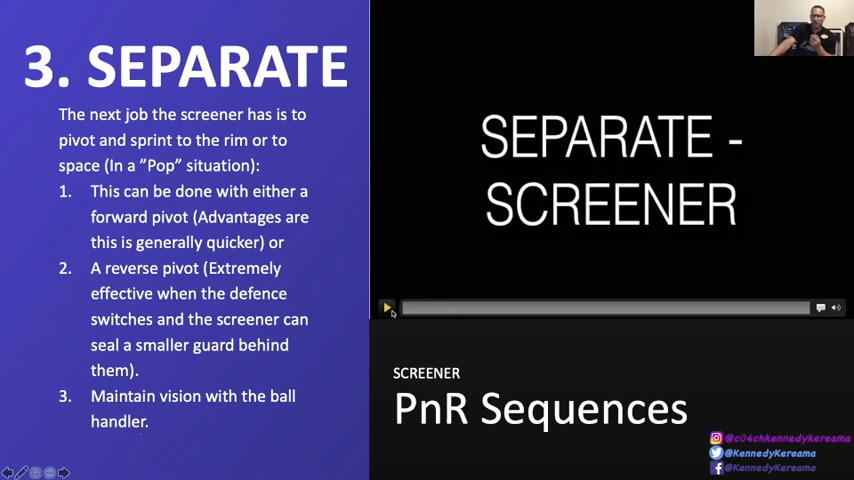 3. SEPARATE
The next job the screener has is to
pivot and sprint to the rim or to
space (In a ”Pop” situation):
1. This can be done with either a
forward pivot (Advantages are
this is generally quicker) or
2. A reverse pivot (Extremely
effective when the defence
switches and the screener can
seal a smaller guard behind
them).
3. Maintain vision with the ball
handler.
SEPARATE -
SCREENER
SCREENER
PnR Sequences
@c04chkennedykereama
@KennedyKereama
@KennedyKereama